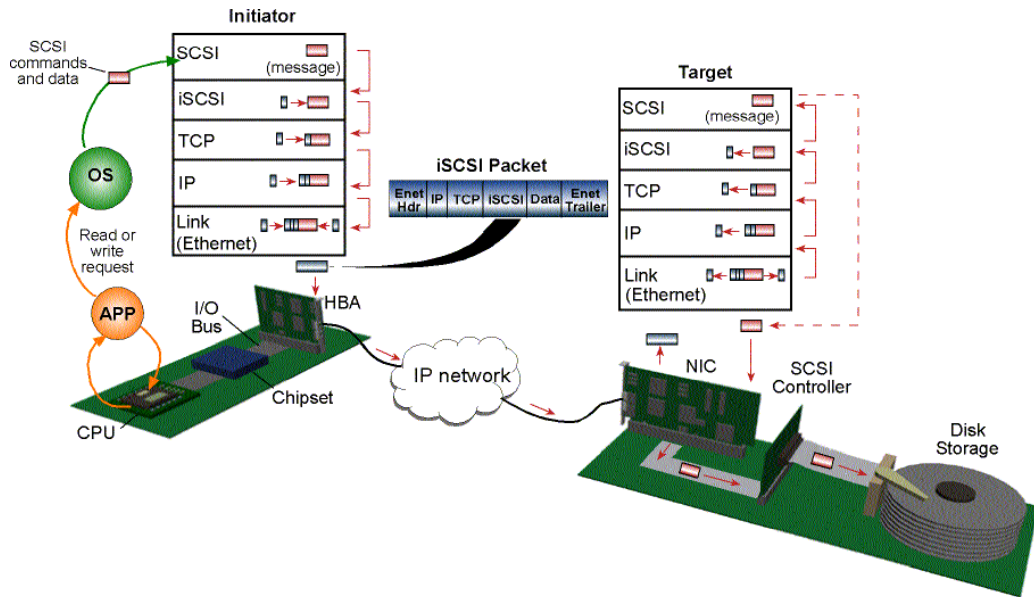 Initiator
SCSI
commands
and data
SCSI
(message)
iSCSI
TCP
IP
Link
(Ethernet)
OS
Read or
write
request
APP
I/O
Bus
HBA
Chipset
CPU
iSCSI Packet
Enet
Hdr
IP
TCP
iSCSI
Data
Enet
Trailer
IP network
Target
SCSI
(message)
iSCSI
TCP
IP
Link
(Ethernet)
NIC
SCSI
Controller
Disk
Storage